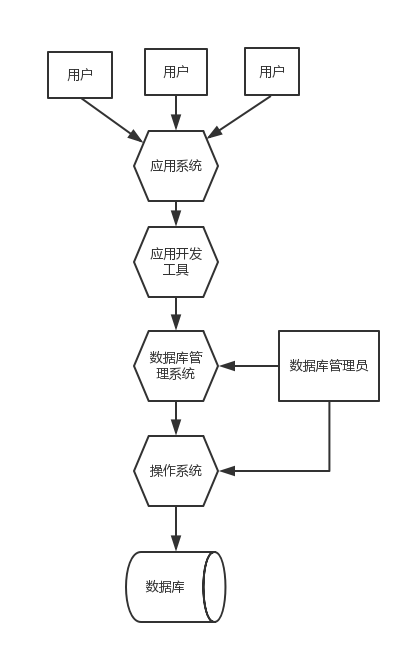 用户
用户
用户
应用系统
应用开发
工具
数据库管
理系统
数据库管理员
操作系统
数据库